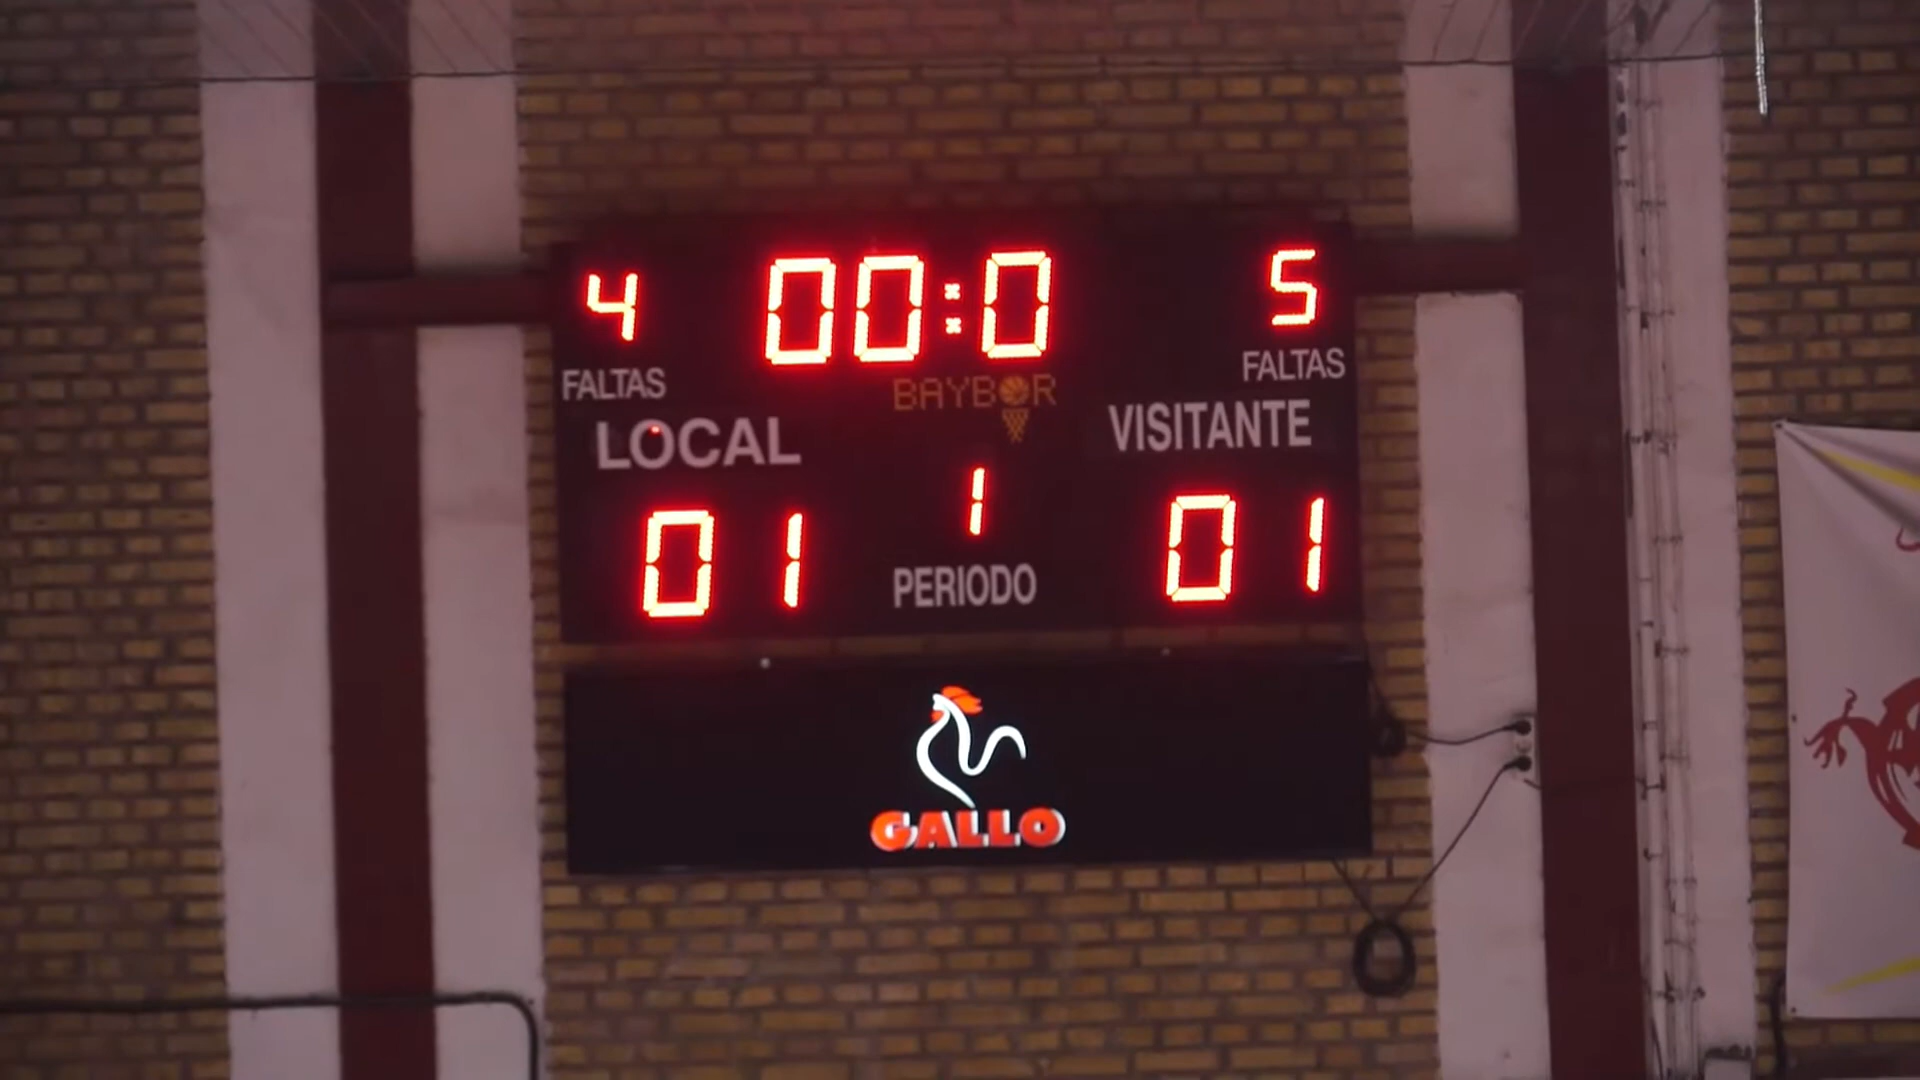 4 00:0 5
FALTAS FALTAS
BAYBOR
LOCAL VISITANTE
01 1 01
PERIODO
GALLO